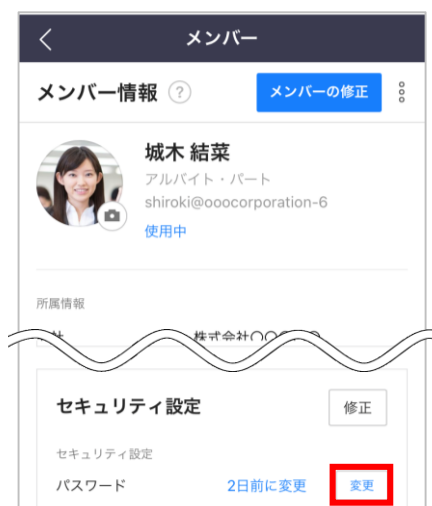 メンバー
メンバー情報 ?
メンバーの修正
城木 結菜
アルバイト・パート
shiroki@ooocorporation-6
使用中
所属情報
株式会社
セキュリティ設定
修正
セキュリティ設定
パスワード 2日前に変更 変更